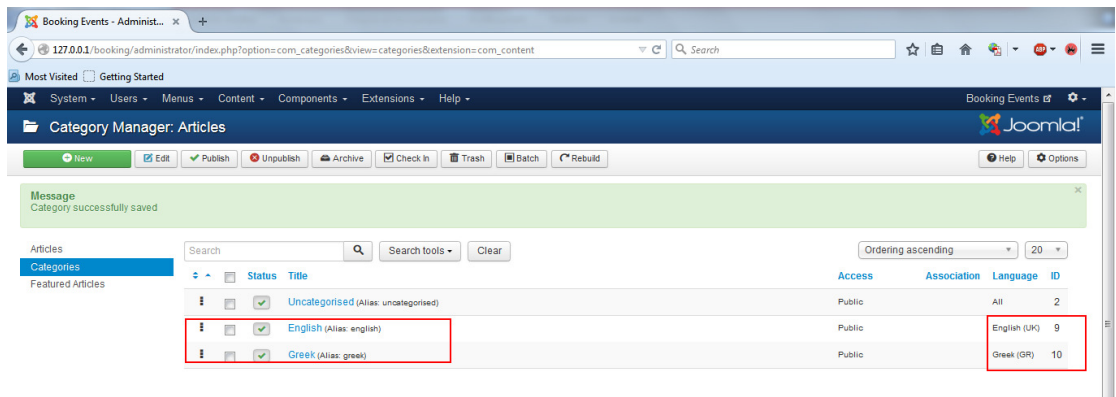 Booking Events - Administ... × +
127.0.0.1/booking/administrator/index.php?option=com_categories&view=categories&extension=com_content Search
Most Visited Getting Started
System Users Menus Content Components Extensions Help Booking Events
Category Manager: Articles Joomla!
New Edit Publish Unpublish Archive Check In Trash Batch Rebuild Help Options
Message ×
Category successfully saved
Articles Search Search tools Clear Ordering ascending 20
Categories
Featured Articles
Status Title Access Association Language ID
Uncategorised (Alias: uncategorised) Public All 2
English (Alias: english) Public English (UK) 9
Greek (Alias: greek) Public Greek (GR) 10